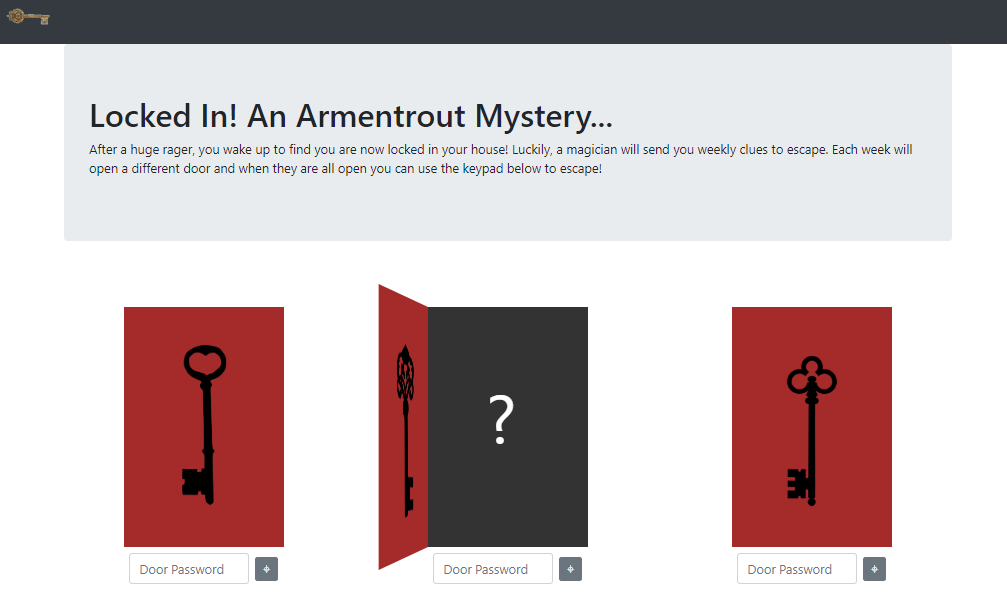 Locked In! An Armentrout Mystery...
After a huge rager, you wake up to find you are now locked in your house! Luckily, a magician will send you weekly clues to escape. Each week will
open a different door and when they are all open you can use the keypad below to escape!
?
Door Password
Door Password
Door Password